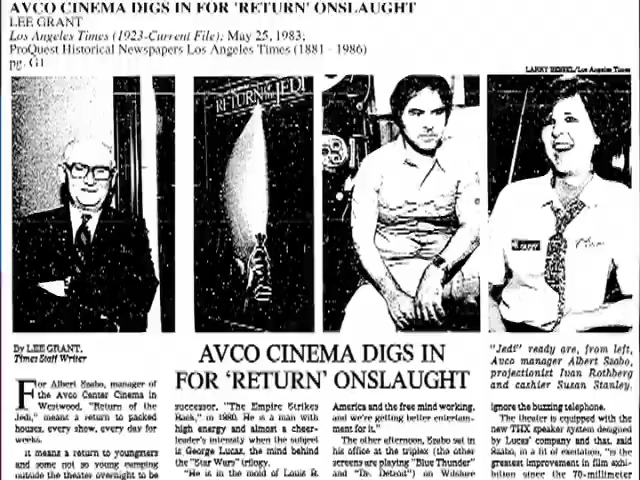 AVCO CINEMA DIGS IN FOR 'RETURN' ONSLAUGHT
LEE GRANT
Los Angeles Times (1923-Current File); May 25, 1983;
ProQuest Historical Newspapers Los Angeles Times (1881 - 1986)
pg. G1
LARRY BESSEL/Los Angeles Times
RETURN OF THE JEDI
By LEE GRANT,
Times Staff Writer
AVCO CINEMA DIGS IN
FOR 'RETURN' ONSLAUGHT
"Jedi" ready are, from left,
Avco manager Albert Szabo,
projectionist Ivan Rothberg
and cashier Susan Stanley.
For Albert Szabo, manager of
the Avco Center Cinema in
Westwood, "Return of the
Jedi," meant a return to packed
houses, every show, every day for
weeks.
It means a return to youngsters
and some not so young camping
outside the theater overnight to be
successor, "The Empire Strikes
Back," in 1980. He is a man with
high energy and almost a cheer-
leader's intensity when the subject
is George Lucas, the mind behind
the "Star Wars" trilogy.
"He is in the mold of Louis B.
America and the free mind working,
and we're getting better entertain-
ment for it."
The other afternoon, Szabo sat in
his office at the triplex (the other
screens are playing "Blue Thunder"
and "Dr. Detroit") on Wilshire
ignore the buzzing telephone.
The theater is equipped with the
new THX speaker system designed
by Lucas' company and that, said
Szabo, in a fit of exultation, "is the
greatest improvement in film exhi-
bition since the 70-millimeter